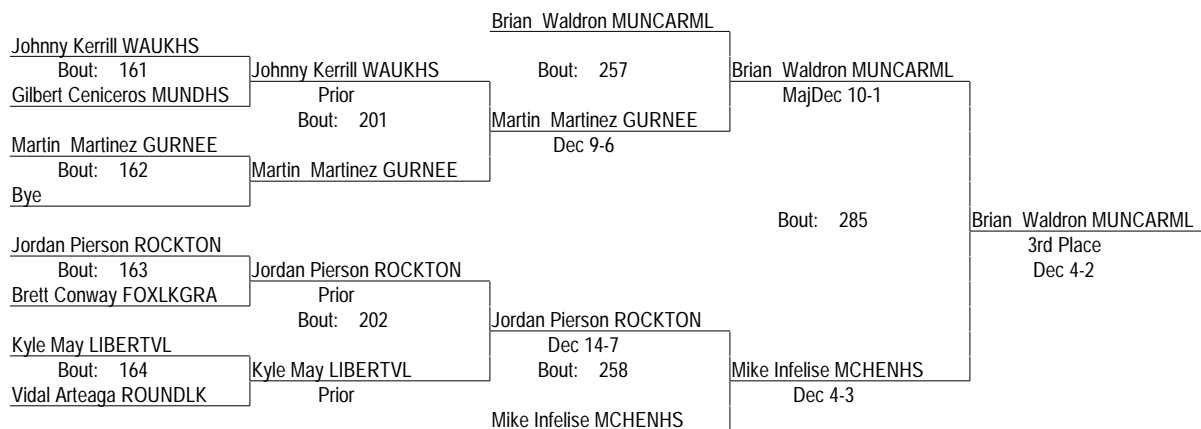 Brian  Waldron MUNCARML
Johnny Kerrill WAUKHS
Bout:   161
Johnny Kerrill WAUKHS
Bout:   257
Brian  Waldron MUNCARML
Gilbert Ceniceros MUNDHS
Prior
MajDec 10-1
Bout:   201
Martin  Martinez GURNEE
Martin  Martinez GURNEE
Dec 9-6
Bout:   162
Martin  Martinez GURNEE
Bye
Bout:   285
Brian  Waldron MUNCARML
Jordan Pierson ROCKTON
3rd Place
Bout:   163
Jordan Pierson ROCKTON
Dec 4-2
Brett Conway FOXLKGRA
Prior
Bout:   202
Jordan Pierson ROCKTON
Kyle May LIBERTVL
Dec 14-7
Bout:   164
Kyle May LIBERTVL
Bout:   258
Mike Infelise MCHENHS
Vidal Arteaga ROUNDLK
Prior
Dec 4-3
Mike Infelise MCHENHS